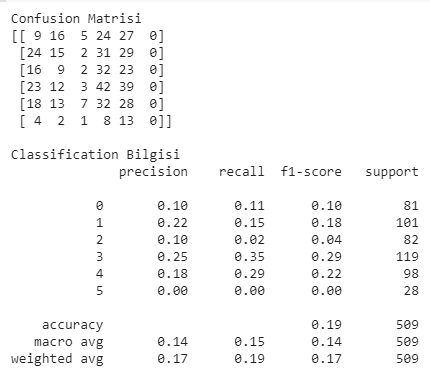 Confusion Matrisi
[[ 9 16  5 24 27  0]
 [24 15  2 31 29  0]
 [16  9  2 32 23  0]
 [23 12  3 42 39  0]
 [18 13  7 32 28  0]
 [ 4  2  1  8 13  0]]
Classification Bilgisi
              precision    recall  f1-score   support
           0       0.10      0.11      0.10        81
           1       0.22      0.15      0.18       101
           2       0.10      0.02      0.04        82
           3       0.25      0.35      0.29       119
           4       0.18      0.29      0.22        98
           5       0.00      0.00      0.00        28
    accuracy                           0.19       509
   macro avg       0.14      0.15      0.14       509
weighted avg       0.17      0.19      0.17       509